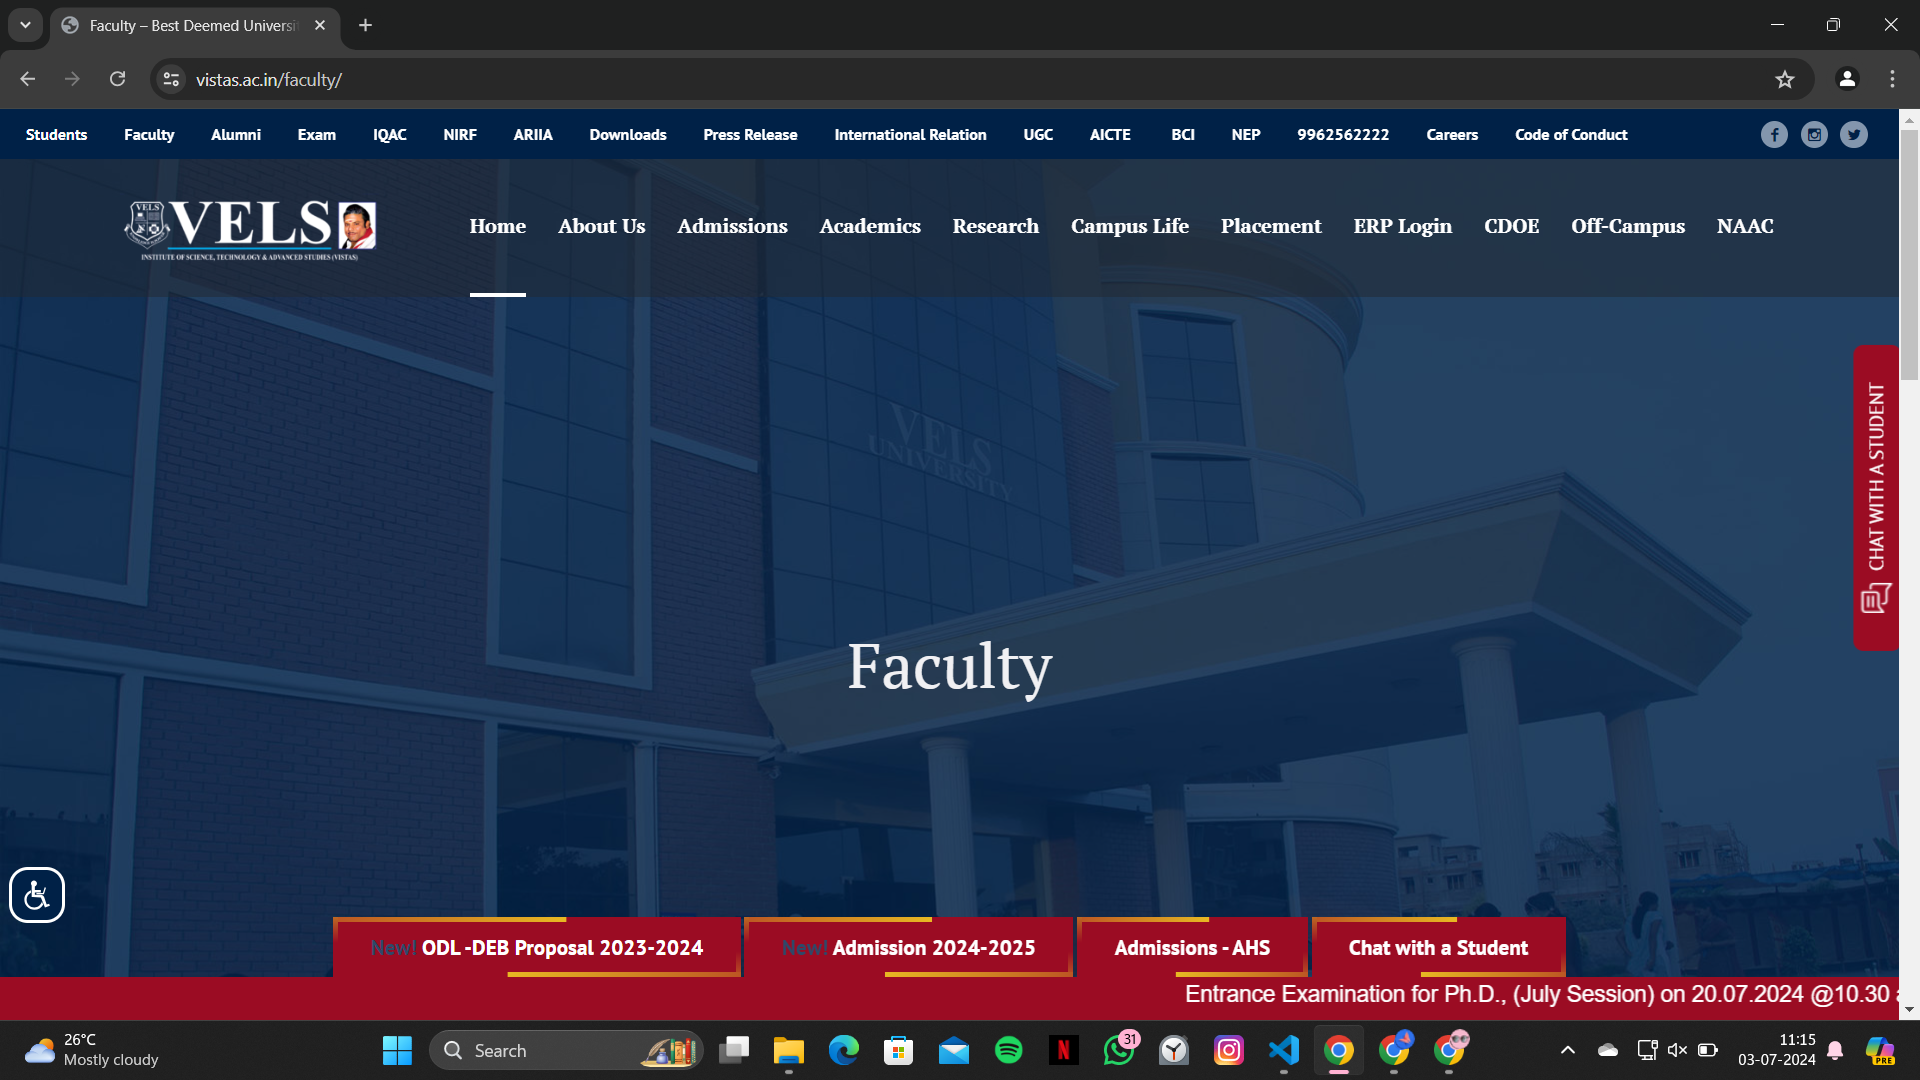 Faculty – Best Deemed Universi
vistas.ac.in/faculty/
Students Faculty Alumni Exam IQAC NIRF ARIIA Downloads Press Release International Relation UGC AICTE BCI NEP 9962562222 Careers Code of Conduct
VELS
VELS
INSTITUTE OF SCIENCE, TECHNOLOGY & ADVANCED STUDIES (VISTAS)
Home About Us Admissions Academics Research Campus Life Placement ERP Login CDOE Off-Campus NAAC
VELS
UNIVERSITY
CHAT WITH A STUDENT
Faculty
New! ODL -DEB Proposal 2023-2024
New! Admission 2024-2025
Admissions - AHS
Chat with a Student
Entrance Examination for Ph.D., (July Session) on 20.07.2024 @10.30
26°C
Mostly cloudy
Search
31
11:15
03-07-2024
PRE